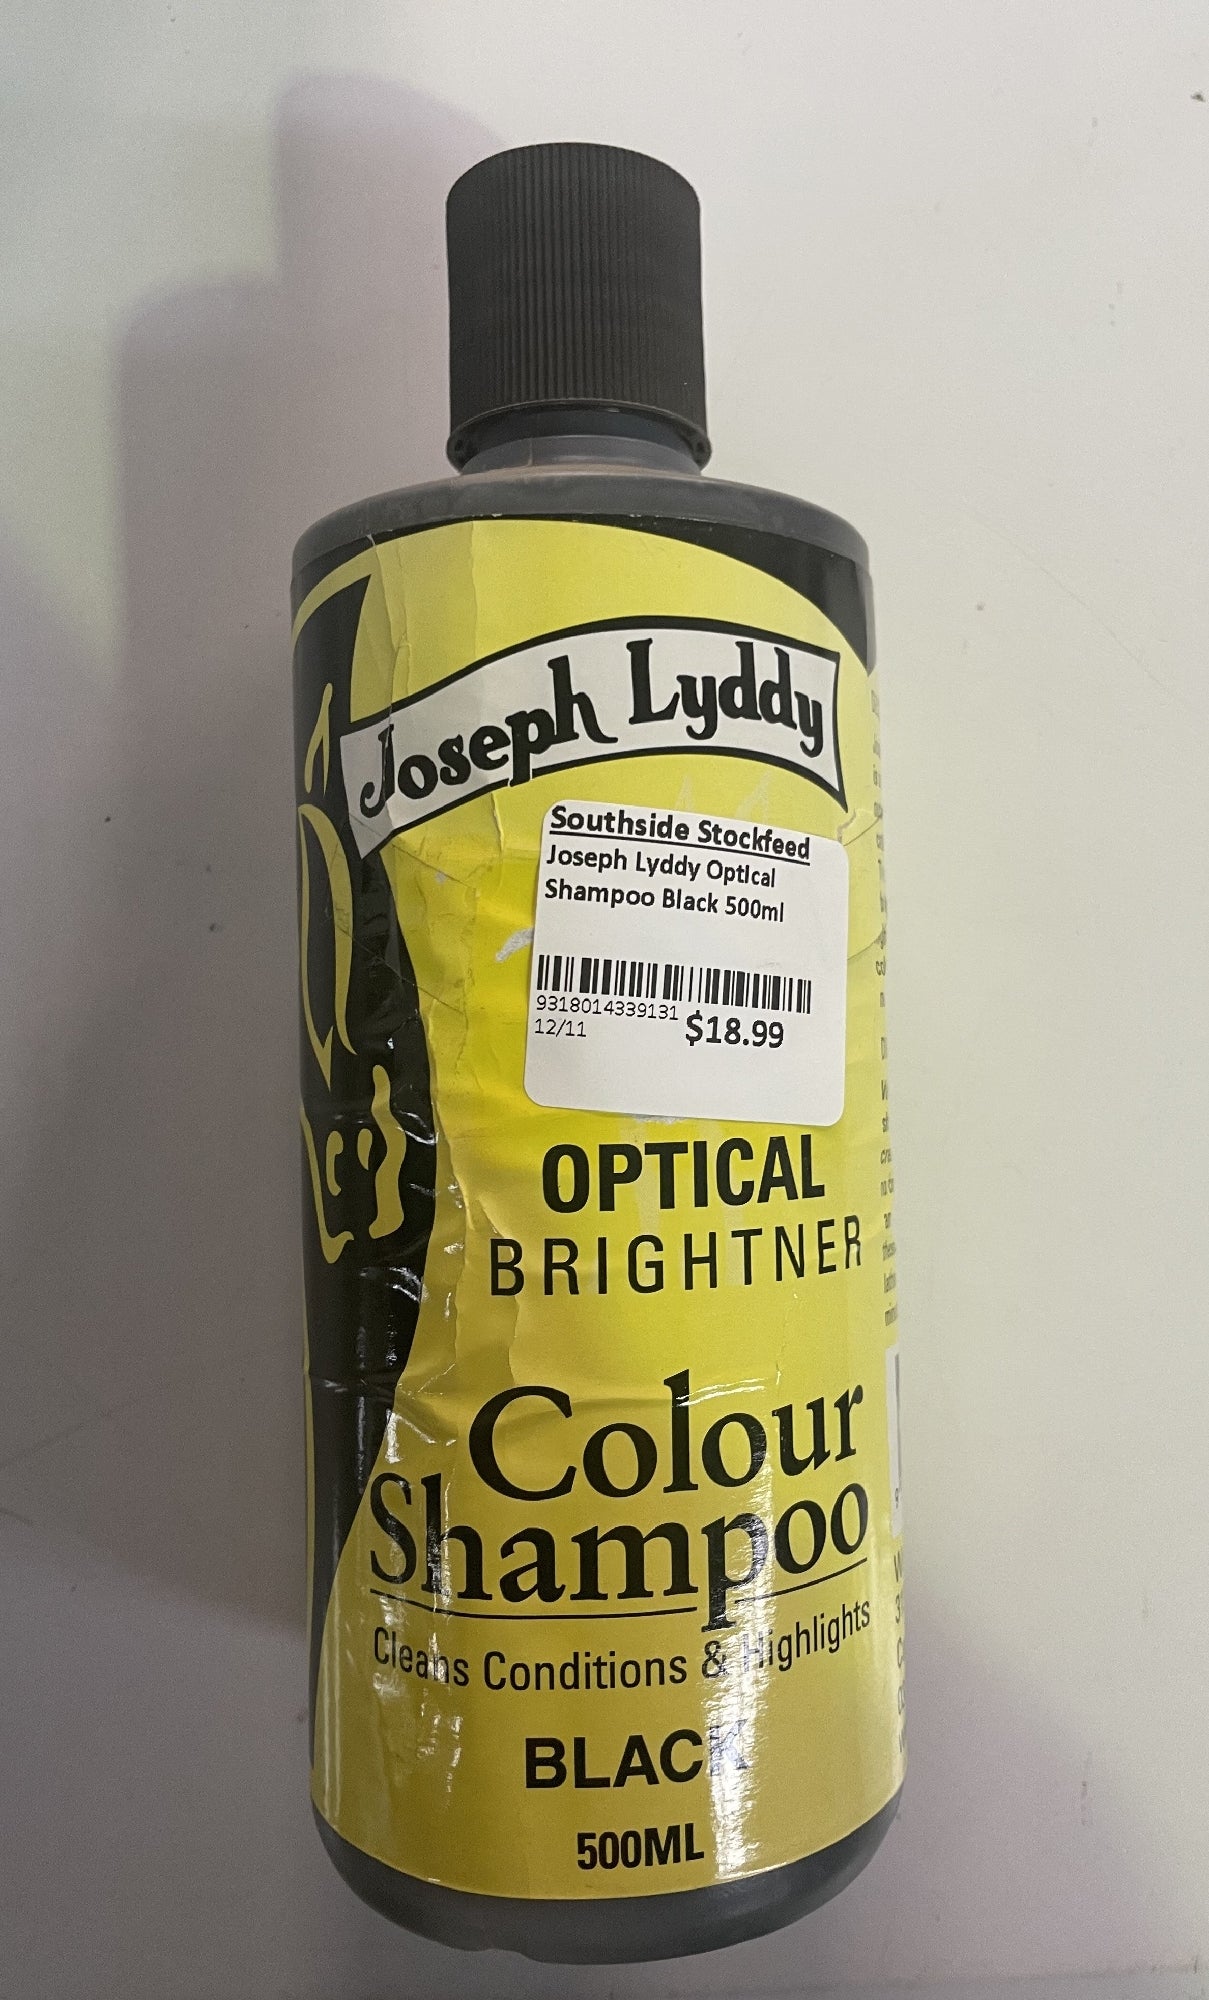 Joseph Lyddy
Southside Stockfeed
Joseph Lyddy Optical
Shampoo Black 500ml
9318014339131
$18.99
12/11
OPTICAL
BRIGHTNER
Colour
Shampoo
Cleans Conditions & Highlights
BLACK
500ML